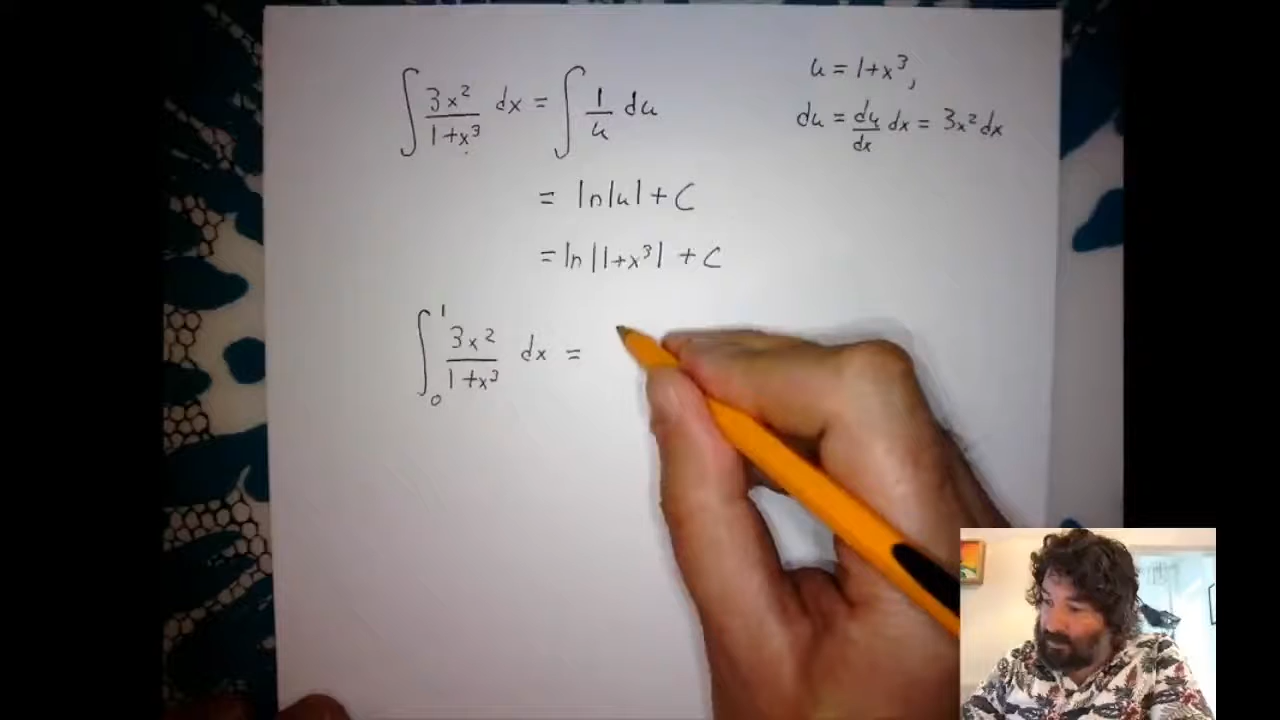 ∫ 3x²/(1+x³) dx = ∫ 1/u du
u = 1+x³,
du = du/dx dx = 3x² dx
= ln|u| + C
= ln|1+x³| + C
∫₀¹ 3x²/(1+x³) dx =